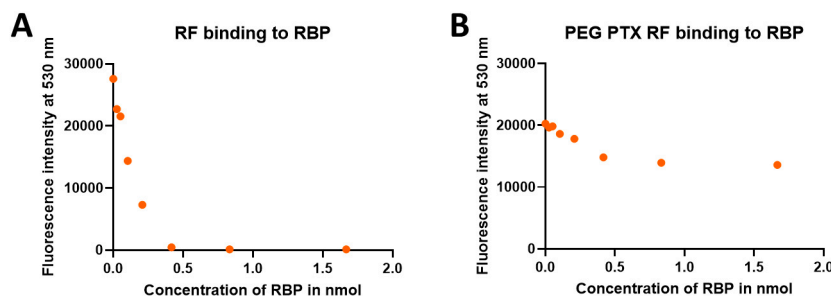 A
RF binding to RBP
Fluorescence intensity at 530 nm
30000
20000
10000
0
0.0 0.5 1.0 1.5 2.0
Concentration of RBP in nmol
B
PEG PTX RF binding to RBP
Fluorescence intensity at 530 nm
30000
20000
10000
0
0.0 0.5 1.0 1.5 2.0
Concentration of RBP in nmol